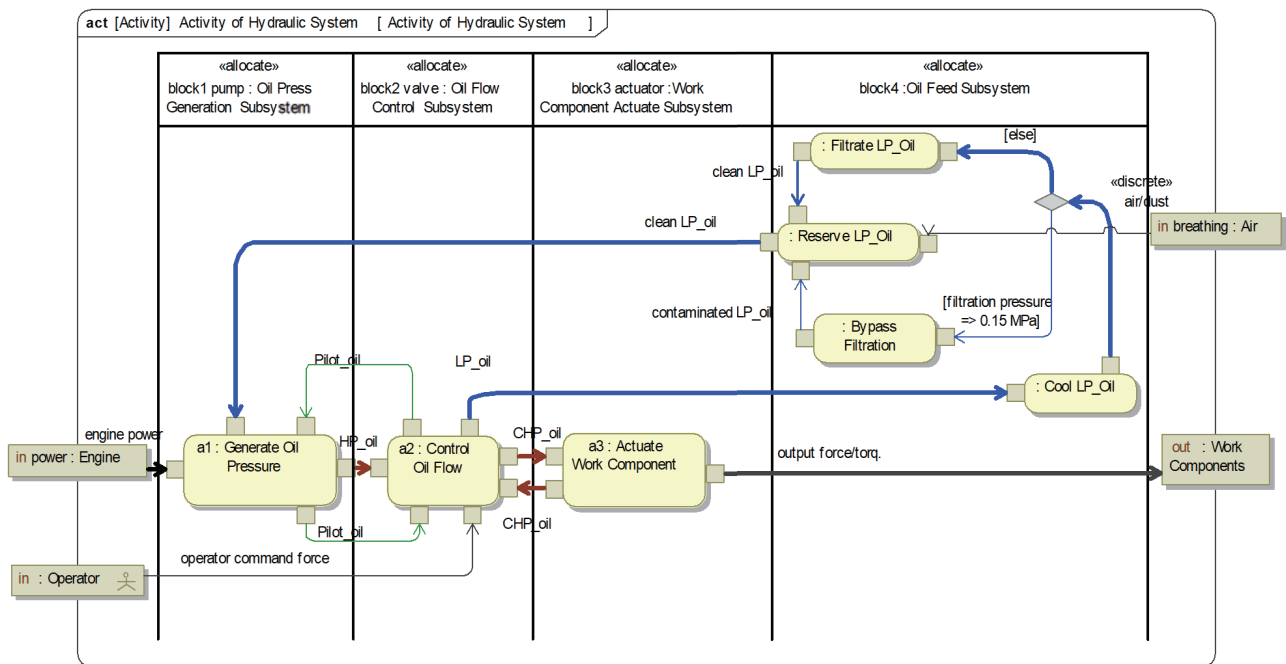 act [Activity] Activity of Hydraulic System [ Activity of Hydraulic System ]
«allocate»
block1 pump : Oil Press
Generation Subsystem
«allocate»
block2 valve : Oil Flow
Control Subsystem
«allocate»
block3 actuator : Work
Component Actuate Subsystem
«allocate»
block4 : Oil Feed Subsystem
: Filtrate LP_Oil
[else]
clean LP_oil
«discrete»
air/dust
clean LP_oil
: Reserve LP_Oil
in breathing : Air
contaminated LP_oil
[filtration pressure
=> 0.15 MPa]
: Bypass
Filtration
Pilot_oil
LP_oil
: Cool LP_Oil
engine power
in power : Engine
a1 : Generate Oil
Pressure
HP_oil
a2 : Control
Oil Flow
CHP_oil
a3 : Actuate
Work Component
output force/torq.
out : Work
Components
CHP_oil
Pilot_oil
operator command force
in : Operator